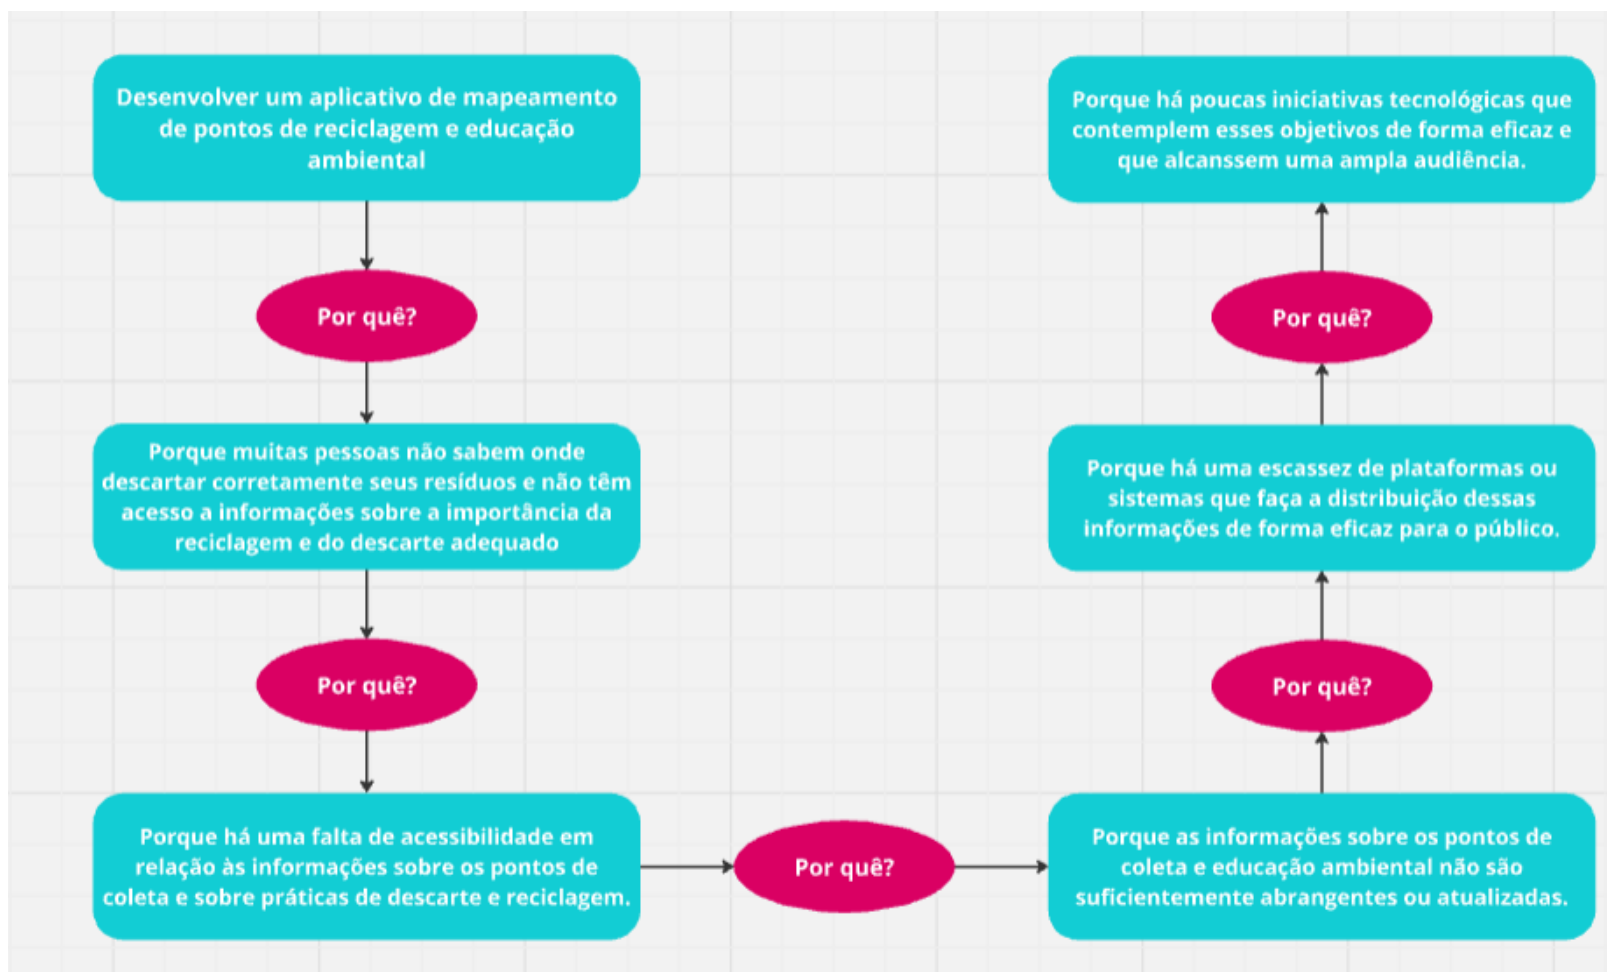 Desenvolver um aplicativo de mapeamento
de pontos de reciclagem e educação
ambiental
Por quê?
Porque muitas pessoas não sabem onde
descartar corretamente seus resíduos e não têm
acesso a informações sobre a importância da
reciclagem e do descarte adequado
Por quê?
Porque há uma falta de acessibilidade em
relação às informações sobre os pontos de
coleta e sobre práticas de descarte e reciclagem.
Por quê?
Porque as informações sobre os pontos de
coleta e educação ambiental não são
suficientemente abrangentes ou atualizadas.
Por quê?
Porque há uma escassez de plataformas ou
sistemas que faça a distribuição dessas
informações de forma eficaz para o público.
Por quê?
Porque há poucas iniciativas tecnológicas que
contemplem esses objetivos de forma eficaz e
que alcanssem uma ampla audiência.